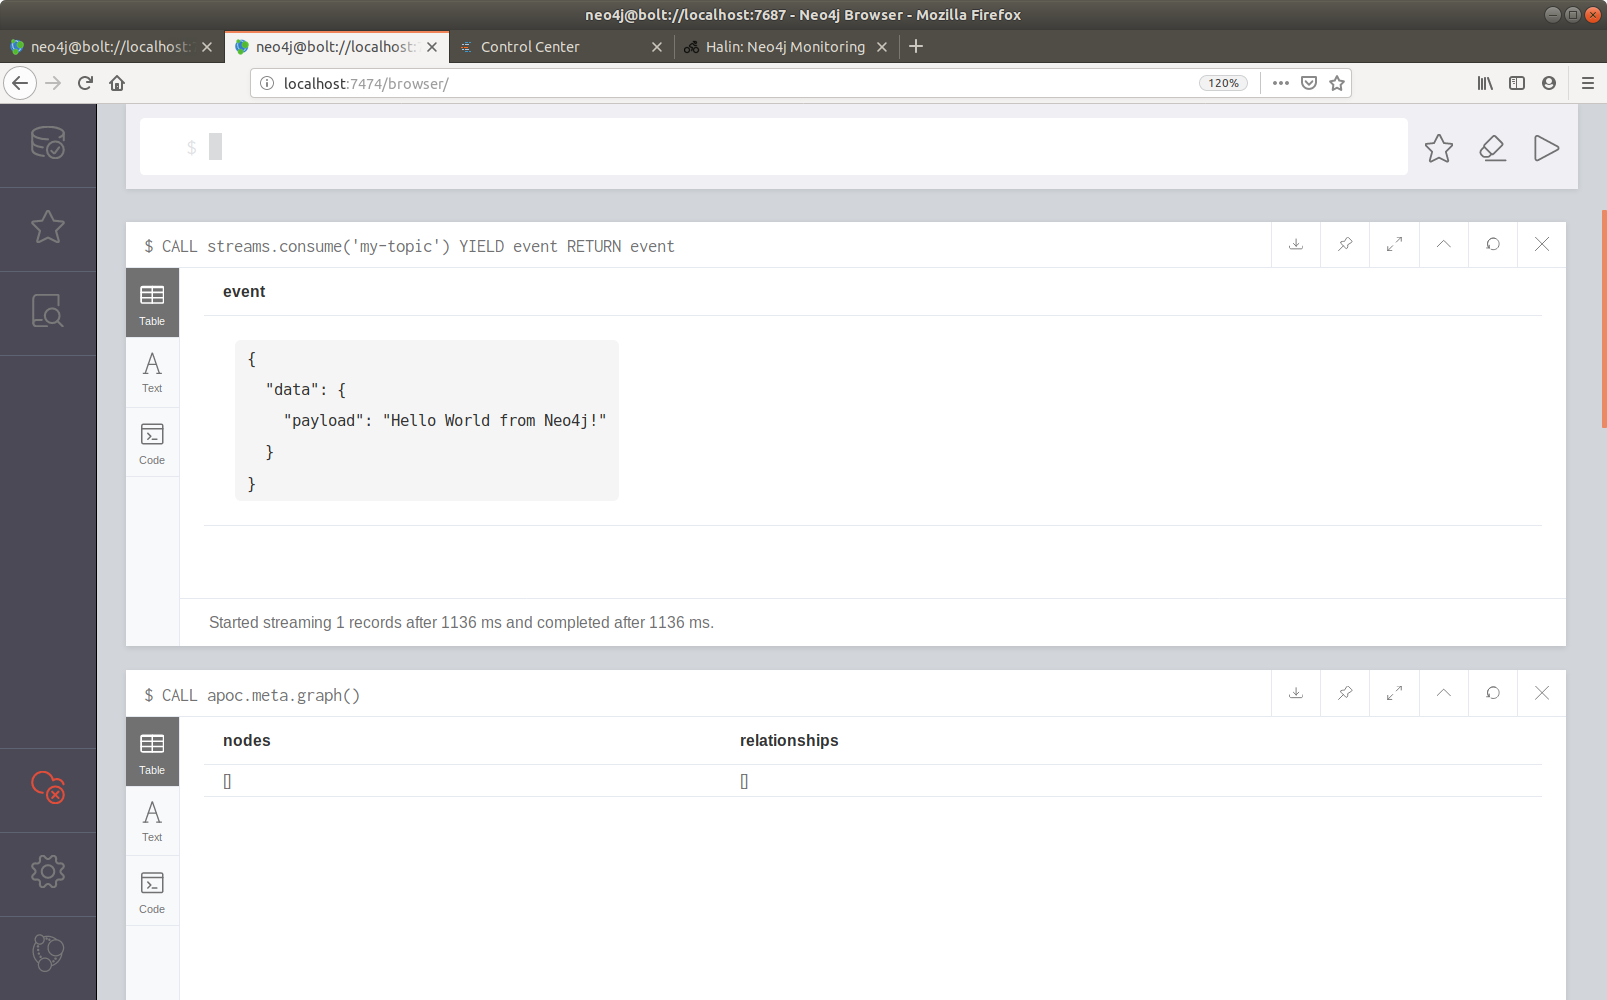 neo4j@bolt://localhost:7687 - Neo4j Browser - Mozilla Firefox
neo4j@bolt://localhost: neo4j@bolt://localhost: Control Center Halin: Neo4j Monitoring
localhost:7474/browser/ 120%
$
$ CALL streams.consume('my-topic') YIELD event RETURN event
Table
event
{
"data": {
"payload": "Hello World from Neo4j!"
}
}
Text
Code
Started streaming 1 records after 1136 ms and completed after 1136 ms.
$ CALL apoc.meta.graph()
Table
nodes relationships
[] []
Text
Code